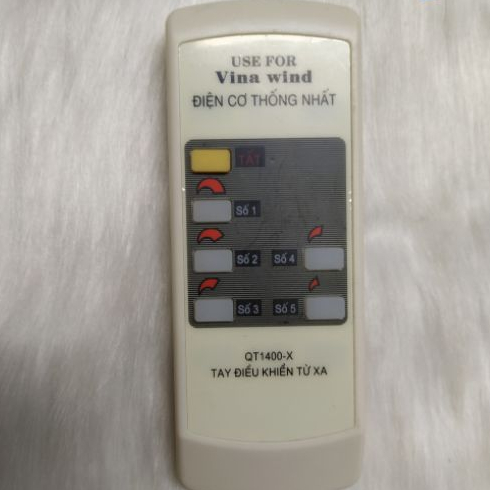 USE FOR
Vina wind
ĐIỆN CƠ THỐNG NHẤT
TẮT
Số 1
Số 2 Số 4
Số 3 Số 5
QT1400-X
TAY ĐIỀU KHIỂN TỪ XA